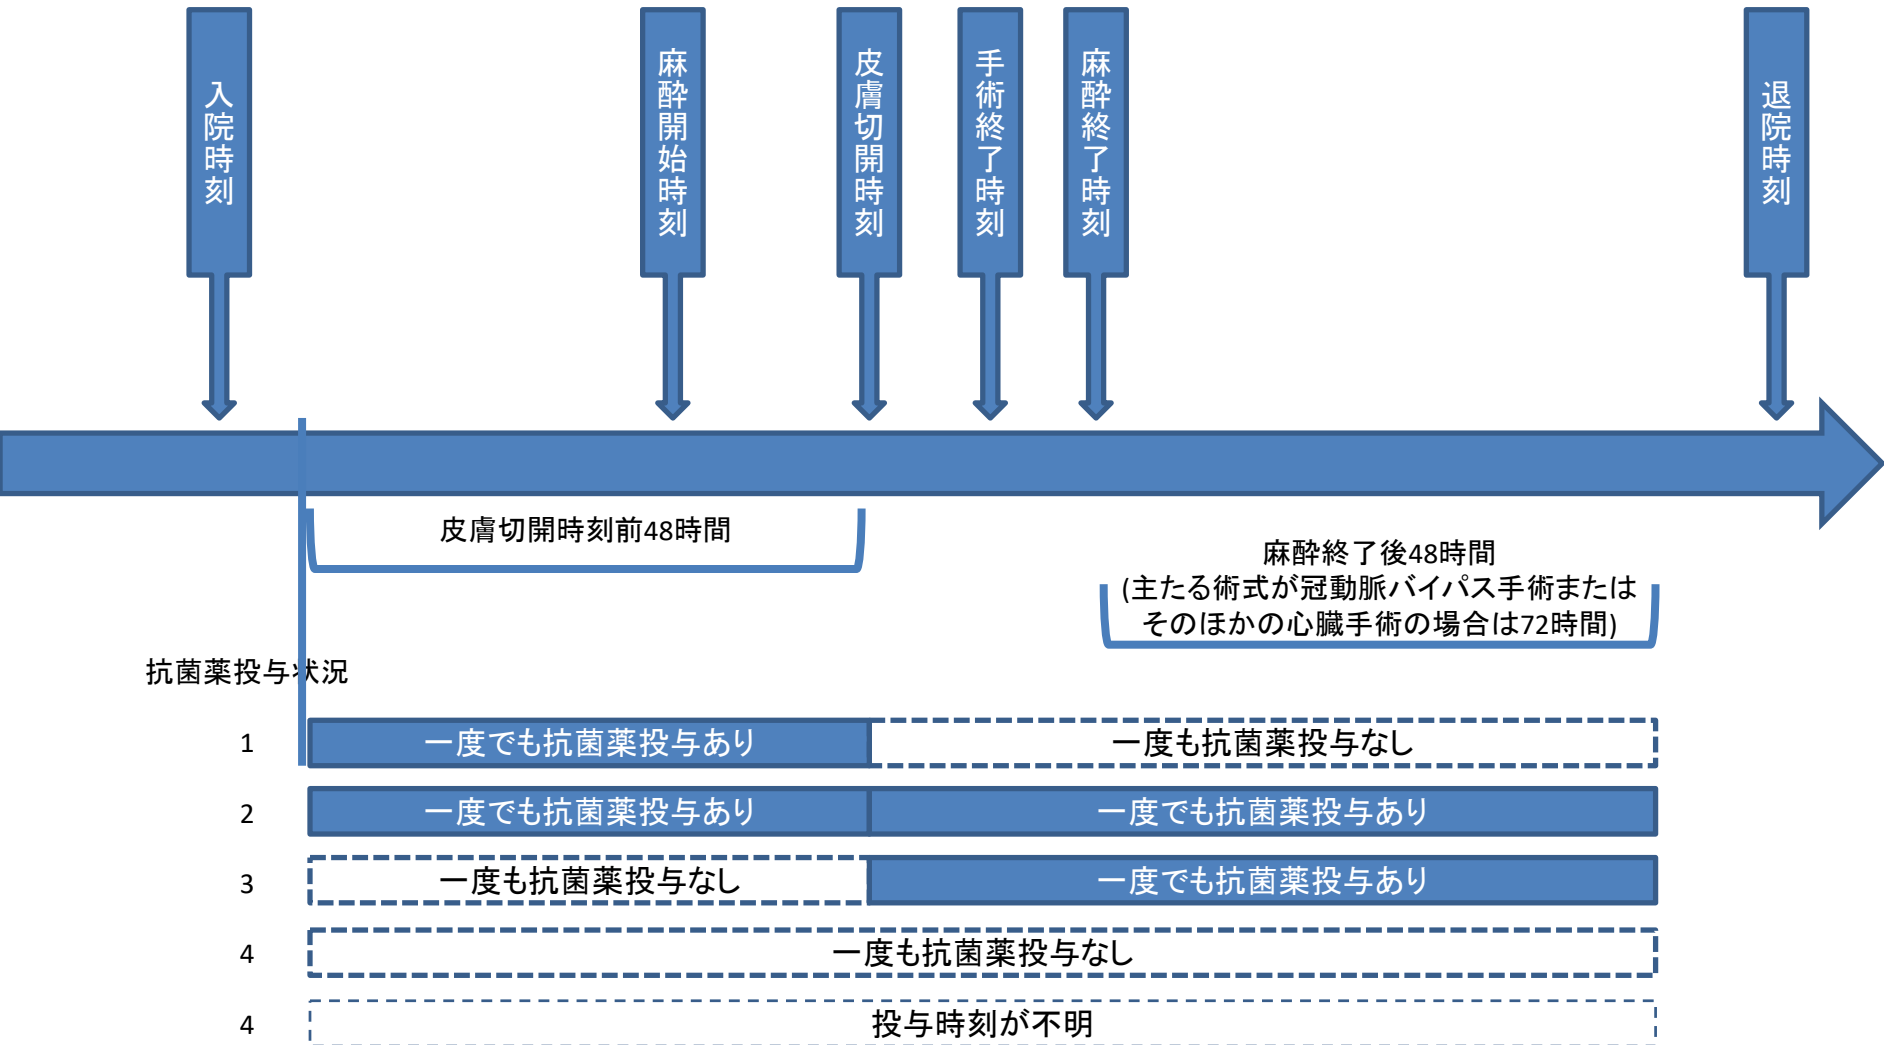 入院時刻
麻酔開始時刻
皮膚切開時刻
手術終了時刻
麻酔終了時刻
退院時刻
皮膚切開時刻前48時間
麻酔終了後48時間
(主たる術式が冠動脈バイパス手術または
そのほかの心臓手術の場合は72時間)
抗菌薬投与状況
1 一度でも抗菌薬投与あり 一度も抗菌薬投与なし
2 一度でも抗菌薬投与あり 一度でも抗菌薬投与あり
3 一度も抗菌薬投与なし 一度でも抗菌薬投与あり
4 一度も抗菌薬投与なし
4 投与時刻が不明